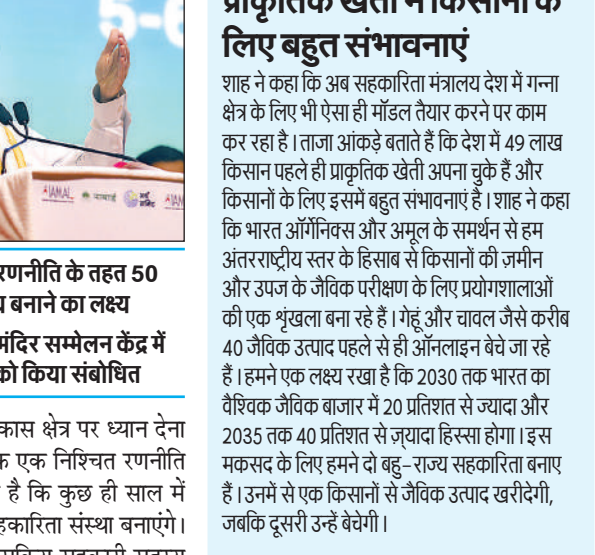 5-6
AJAMAL
नाबार्ड
प्राकृतिक खेती में किसानों के
लिए बहुत संभावनाएं
शाह ने कहा कि अब सहकारिता मंत्रालय देश में गन्ना
क्षेत्र के लिए भी ऐसा ही मॉडल तैयार करने पर काम
कर रहा है। ताजा आंकड़े बताते हैं कि देश में 49 लाख
किसान पहले ही प्राकृतिक खेती अपना चुके हैं और
किसानों के लिए इसमें बहुत संभावनाएं है। शाह ने कहा
कि भारत ऑर्गेनिक्स और अमूल के समर्थन से हम
अंतरराष्ट्रीय स्तर के हिसाब से किसानों की ज़मीन
और उपज के जैविक परीक्षण के लिए प्रयोगशालाओं
की एक शृंखला बना रहे हैं। गेहूं और चावल जैसे करीब
40 जैविक उत्पाद पहले से ही ऑनलाइन बेचे जा रहे
हैं। हमने एक लक्ष्य रखा है कि 2030 तक भारत का
वैश्विक जैविक बाजार में 20 प्रतिशत से ज्यादा और
2035 तक 40 प्रतिशत से ज़्यादा हिस्सा होगा। इस
मकसद के लिए हमने दो बहु-राज्य सहकारिता बनाए
हैं। उनमें से एक किसानों से जैविक उत्पाद खरीदेगी,
जबकि दूसरी उन्हें बेचेगी।
रणनीति के तहत 50
बनाने का लक्ष्य
मंदिर सम्मेलन केंद्र में
को किया संबोधित
कास क्षेत्र पर ध्यान देना
एक निश्चित रणनीति
है कि कुछ ही साल में
हकारिता संस्था बनाएंगे।